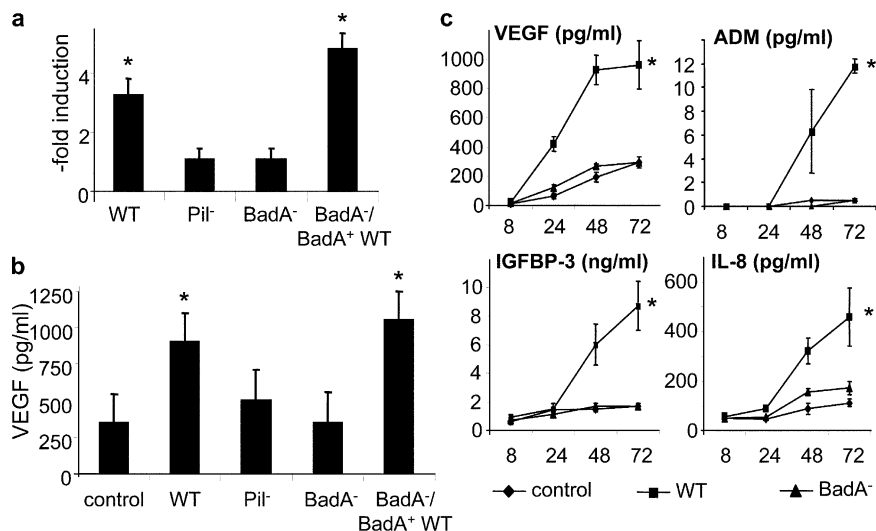 a
-fold induction
4
2
0
*
*
WT
Pil-
BadA-
BadA-/
BadA+ WT
b
VEGF (pg/ml)
1250
1000
750
500
250
0
*
*
control
WT
Pil-
BadA-
BadA-/
BadA+ WT
c
VEGF (pg/ml)
1000
800
600
400
200
0
*
8 24 48 72
ADM (pg/ml)
12
10
8
6
4
2
0
*
8 24 48 72
IGFBP-3 (ng/ml)
10
8
6
4
2
0
*
8 24 48 72
IL-8 (pg/ml)
600
400
200
0
*
8 24 48 72
control
WT
BadA-